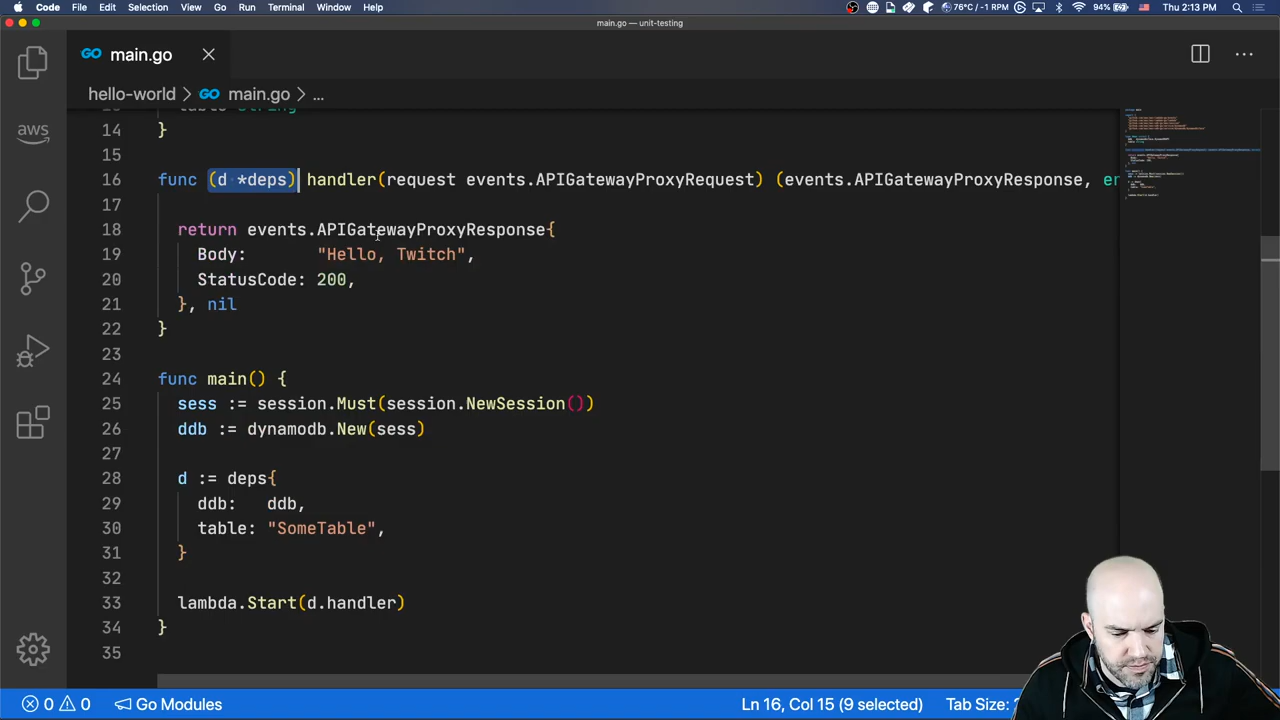 Code File Edit Selection View Go Run Terminal Window Help 76°C / -1 RPM 94% Thu 2:13 PM
main.go — unit-testing
GO main.go
hello-world > GO main.go > ...
aws
14 }
15
16 func (d *deps) handler(request events.APIGatewayProxyRequest) (events.APIGatewayProxyResponse, er
17
18 return events.APIGatewayProxyResponse{
19 Body: "Hello, Twitch",
20 StatusCode: 200,
21 }, nil
22 }
23
24 func main() {
25 sess := session.Must(session.NewSession())
26 ddb := dynamodb.New(sess)
27
28 d := deps{
29 ddb: ddb,
30 table: "SomeTable",
31 }
32
33 lambda.Start(d.handler)
34 }
35
0 0 Go Modules Ln 16, Col 15 (9 selected) Tab Size: